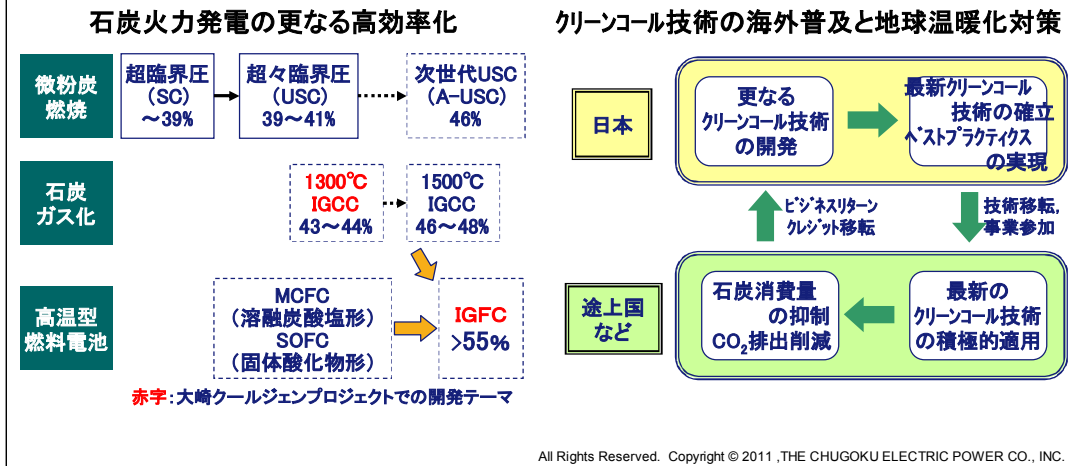 石炭火力発電の更なる高効率化
微粉炭
燃焼
超臨界圧
（SC）
～39%
超々臨界圧
（USC）
39～41%
次世代USC
（A-USC）
46%
石炭
ガス化
1300℃
IGCC
43～44%
1500℃
IGCC
46～48%
高温型
燃料電池
MCFC
（溶融炭酸塩形）
SOFC
（固体酸化物形）
IGFC
>55%
赤字：大崎クールジェンプロジェクトでの開発テーマ
クリーンコール技術の海外普及と地球温暖化対策
日本
更なる
クリーンコール技術
の開発
最新クリーンコール
技術の確立
ベストプラクティクス
の実現
ビジネスリターン
クレジット移転
技術移転,
事業参加
途上国
など
石炭消費量
の抑制
CO₂排出削減
最新の
クリーンコール技術
の積極的適用
All Rights Reserved. Copyright © 2011 ,THE CHUGOKU ELECTRIC POWER CO., INC.